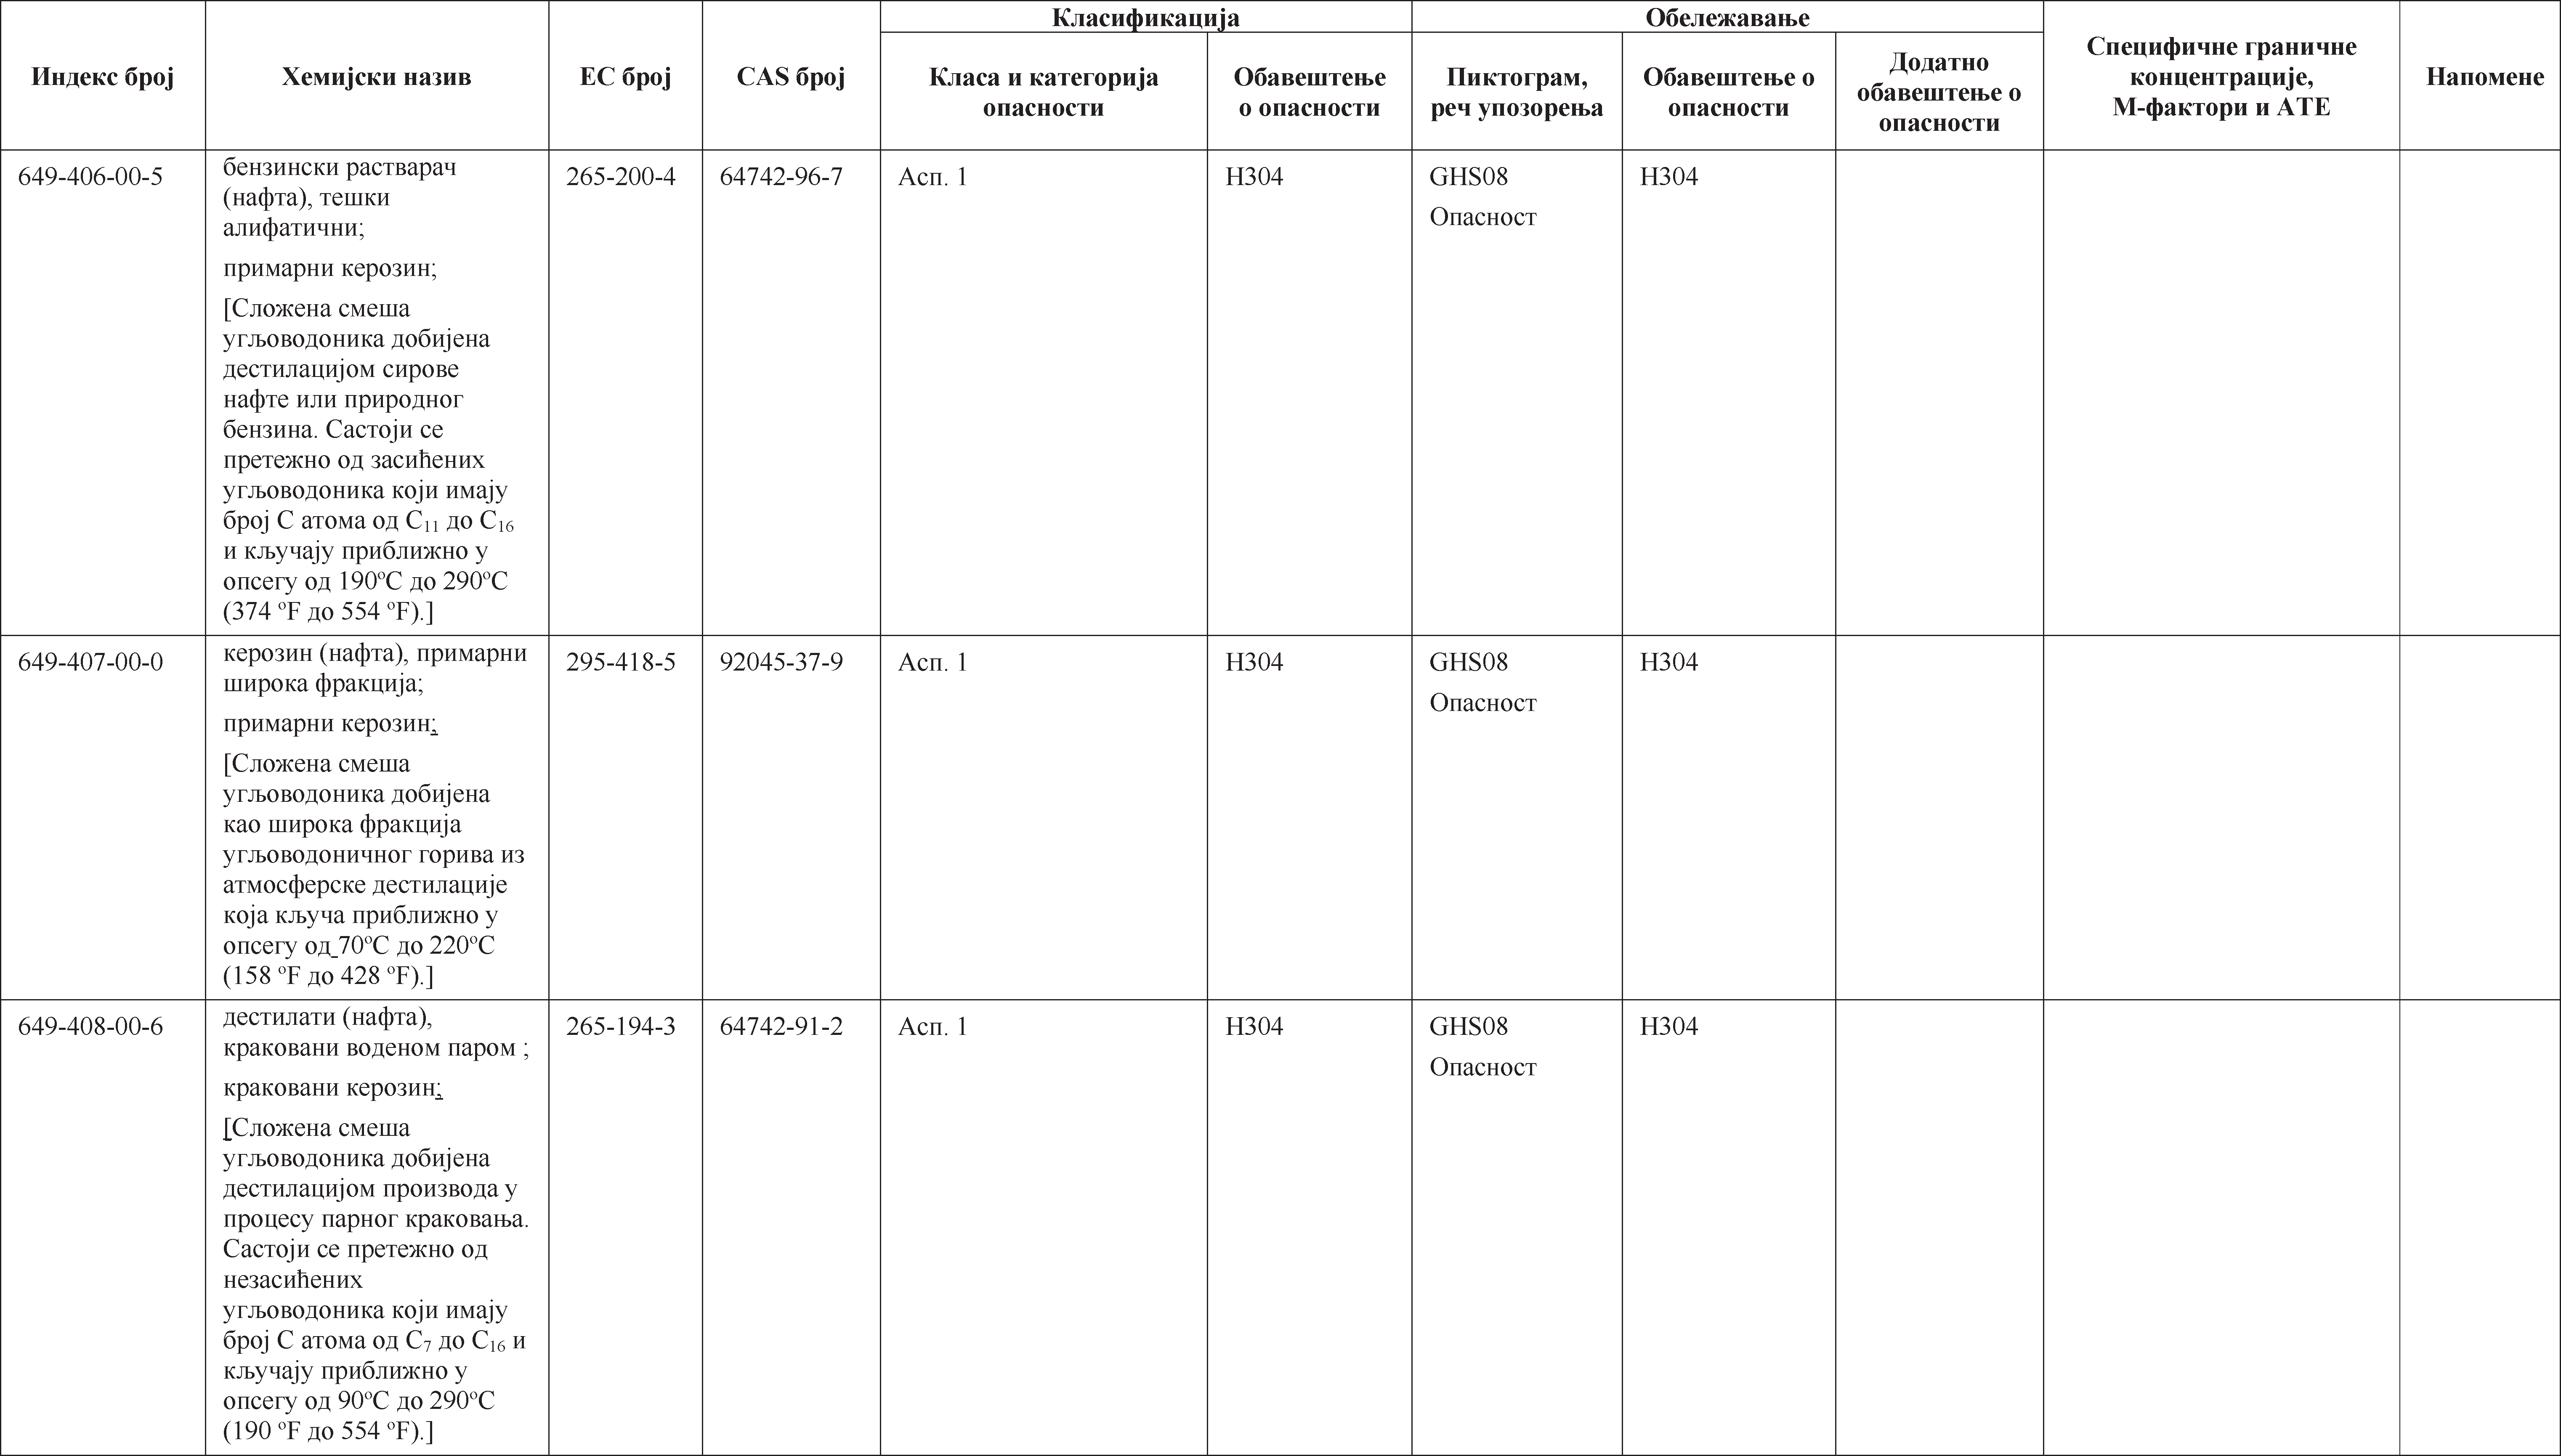 Индекс број
Хемијски назив
ЕС број
CAS број
Класификација
Обележавање
Класа и категорија
опасности
Обавештење
о опасности
Пиктограм,
реч упозорења
Обавештење о
опасности
Додатно
обавештење о
опасности
Специфичне граничне
концентрације,
М-фактори и АТЕ
Напомене
649-406-00-5
бензински растварач
(нафта), тешки
алифатични;
примарни керозин;
[Сложена смеша
угљоводоника добијена
дестилацијом сирове
нафте или природног
бензина. Састоји се
претежно од засићених
угљоводоника који имају
број С атома од C₁₁ до C₁₆
и кључају приближно у
опсегу од 190ºC до 290ºC
(374 ºF до 554 ºF).]
265-200-4
64742-96-7
Асп. 1
H304
GHS08
Опасност
H304
649-407-00-0
керозин (нафта), примарни
широка фракција;
примарни керозин;
[Сложена смеша
угљоводоника добијена
као широка фракција
угљоводоничног горива из
атмосферске дестилације
која кључа приближно у
опсегу од 70ºC до 220ºC
(158 ºF до 428 ºF).]
295-418-5
92045-37-9
Асп. 1
H304
GHS08
Опасност
H304
649-408-00-6
дестилати (нафта),
краковани воденом паром ;
краковани керозин;
[Сложена смеша
угљоводоника добијена
дестилацијом производа у
процесу парног краковања.
Састоји се претежно од
незасићених
угљоводоника који имају
број С атома од C₇ до C₁₆ и
кључају приближно у
опсегу од 90ºC до 290ºC
(190 ºF до 554 ºF).]
265-194-3
64742-91-2
Асп. 1
H304
GHS08
Опасност
H304